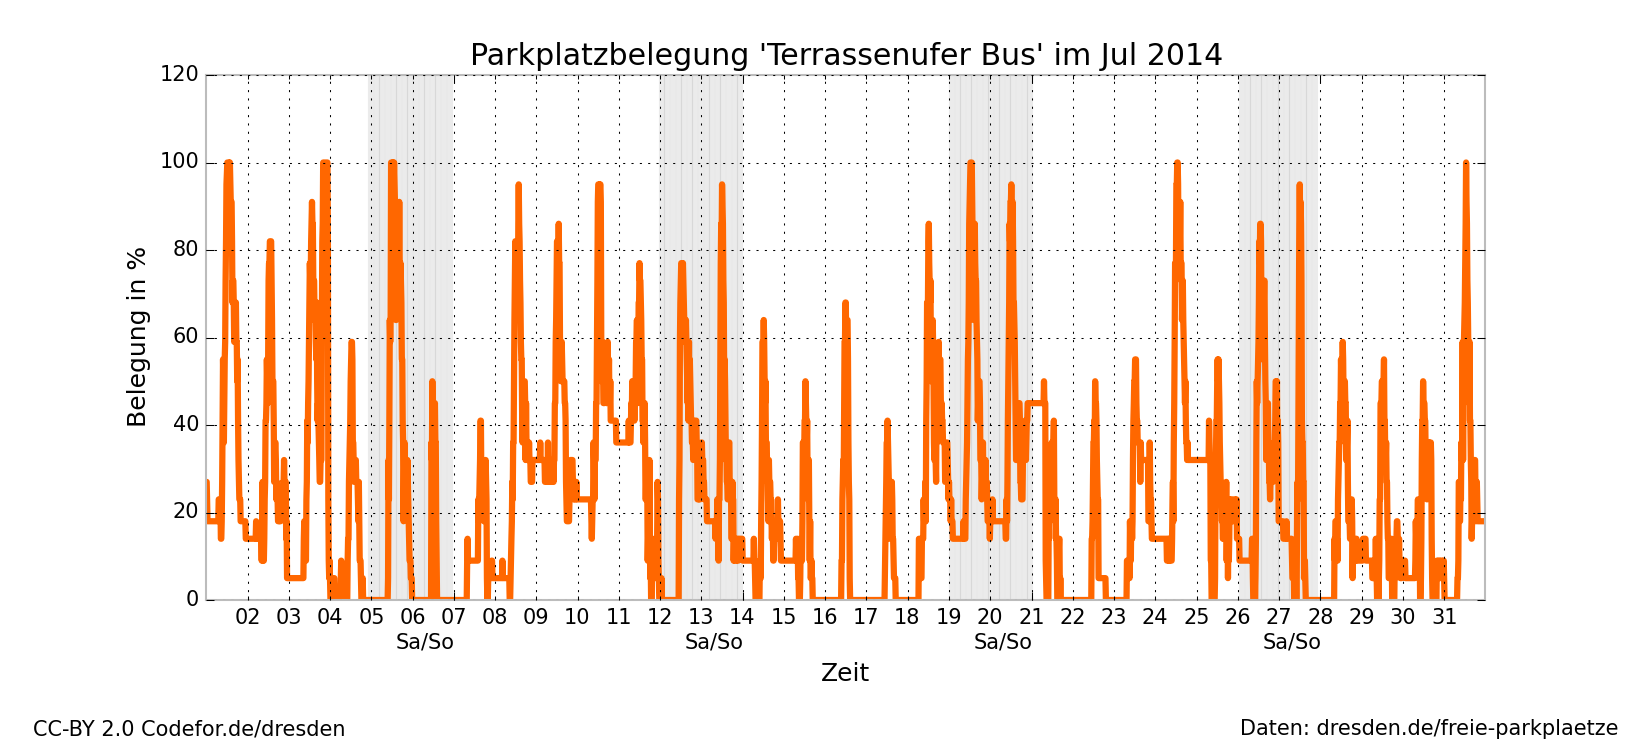 Parkplatzbelegung 'Terrassenufer Bus' im Jul 2014
Belegung in %
120
100
80
60
40
20
0
02 03 04 05 06 07 08 09 10 11 12 13 14 15 16 17 18 19 20 21 22 23 24 25 26 27 28 29 30 31
Sa/So Sa/So Sa/So Sa/So
Zeit
CC-BY 2.0 Codefor.de/dresden
Daten: dresden.de/freie-parkplaetze